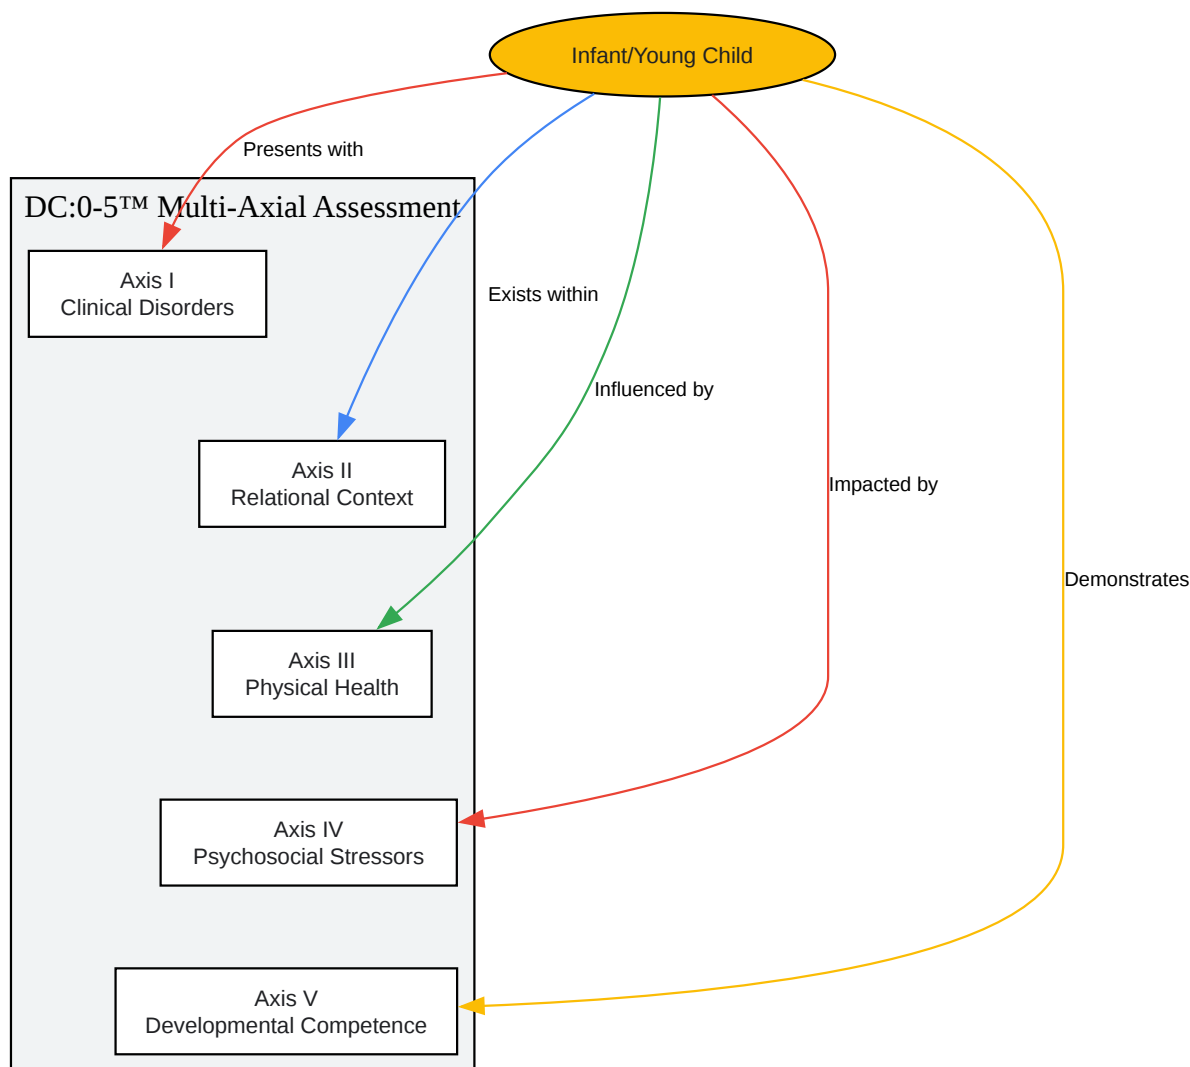 Infant/Young Child
Presents with
DC:0-5™ Multi-Axial Assessment
Axis I
Clinical Disorders
Exists within
Influenced by
Axis II
Relational Context
Impacted by
Demonstrates
Axis III
Physical Health
Axis IV
Psychosocial Stressors
Axis V
Developmental Competence